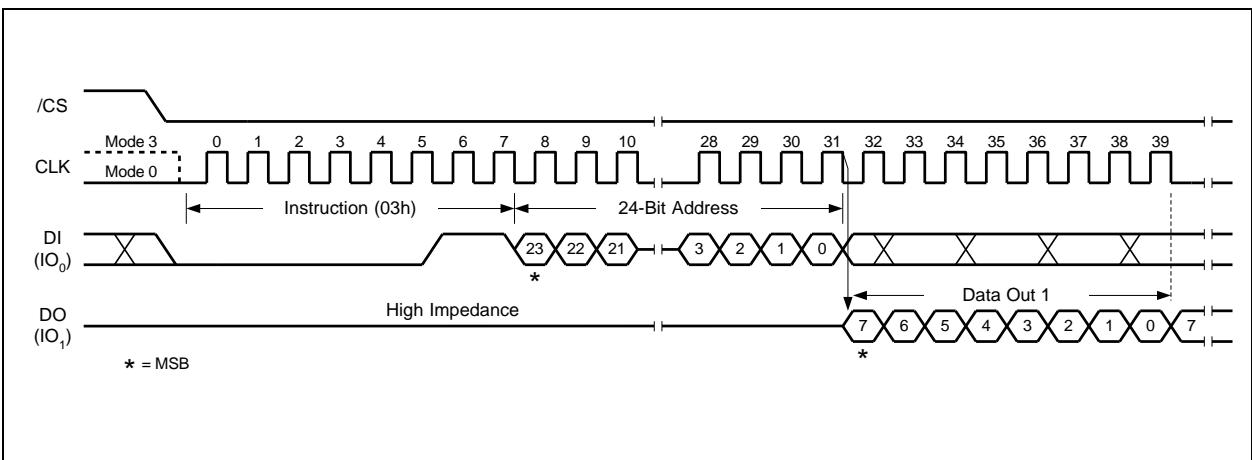 /CS
Mode 3 0 1 2 3 4 5 6 7 8 9 10 28 29 30 31 32 33 34 35 36 37 38 39
CLK
Mode 0
Instruction (03h) 24-Bit Address
DI
(IO0)
23 22 21 3 2 1 0
*
Data Out 1
High Impedance
DO
(IO1)
7 6 5 4 3 2 1 0 7
*
* = MSB